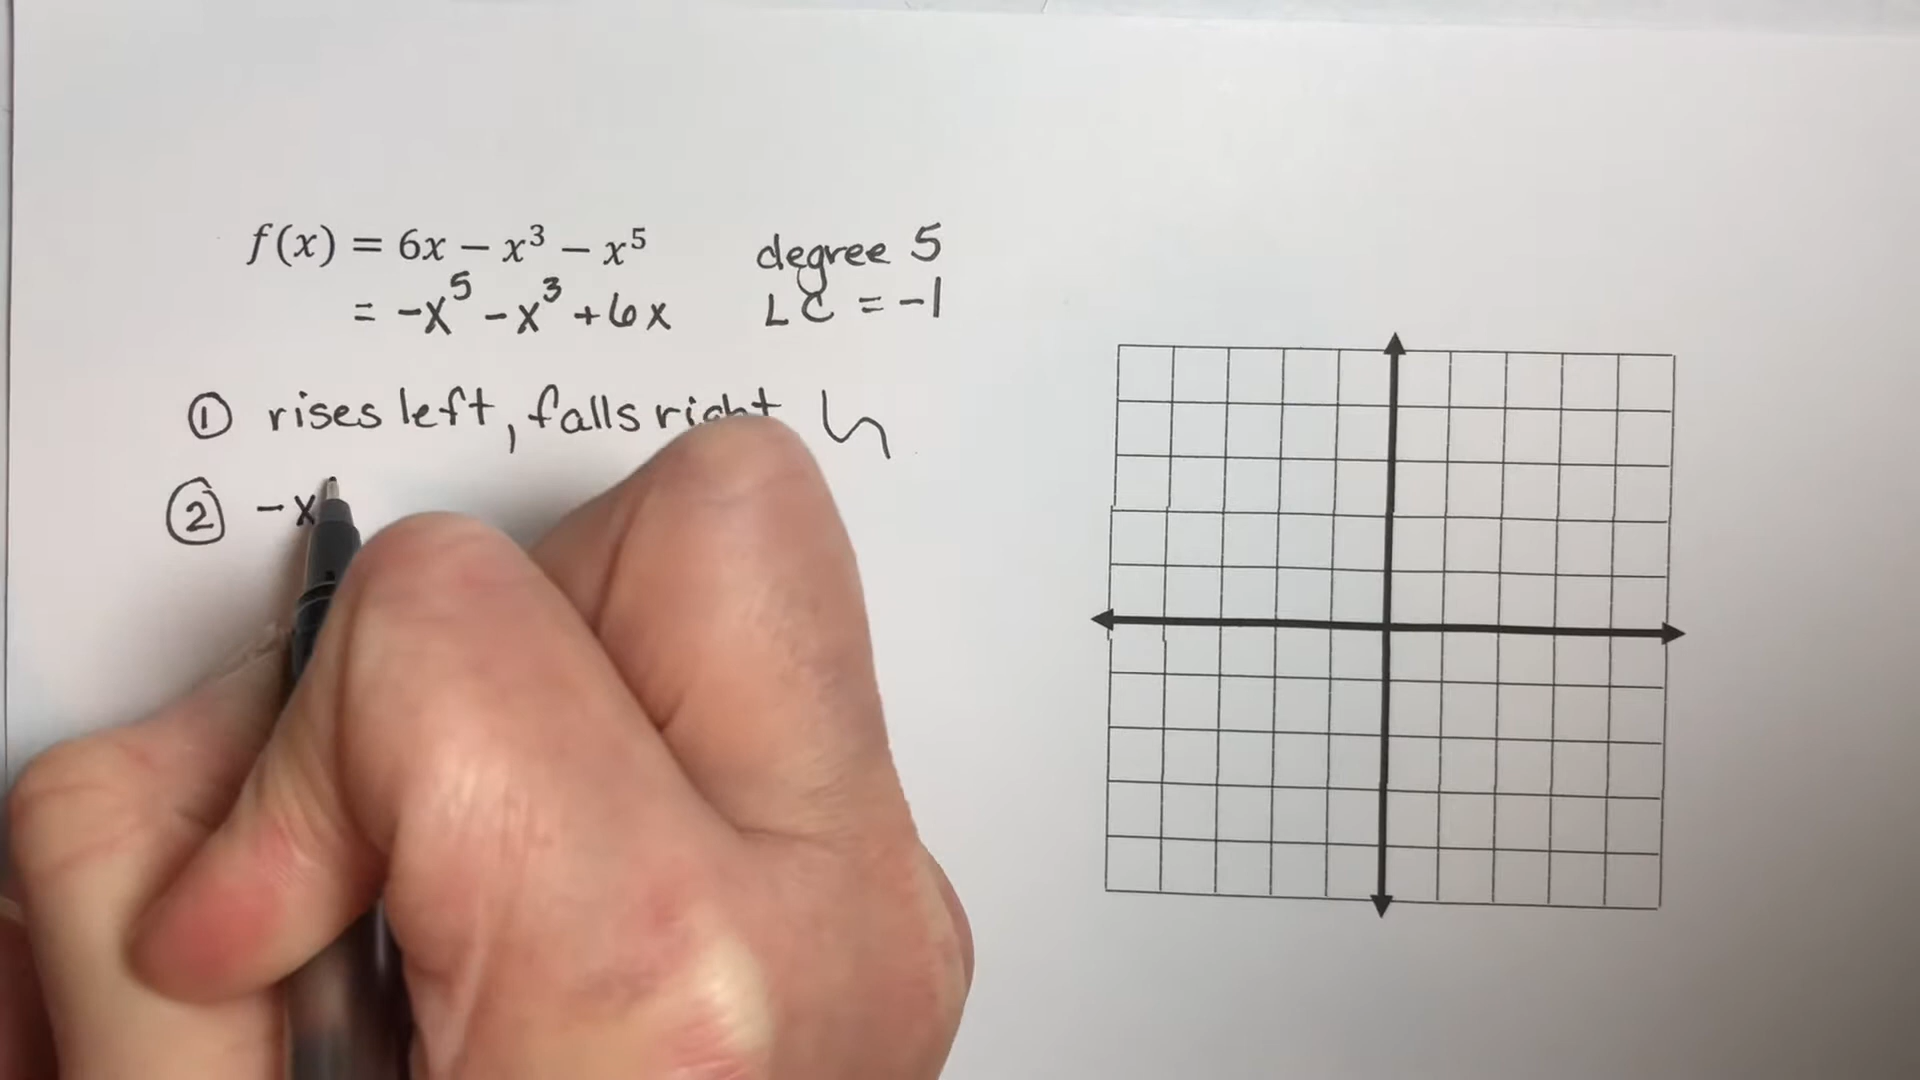 f(x) = 6x − x³ − x⁵
degree 5
= -x⁵ - x³ + 6x
LC = -1
① rises left, falls right
② -x